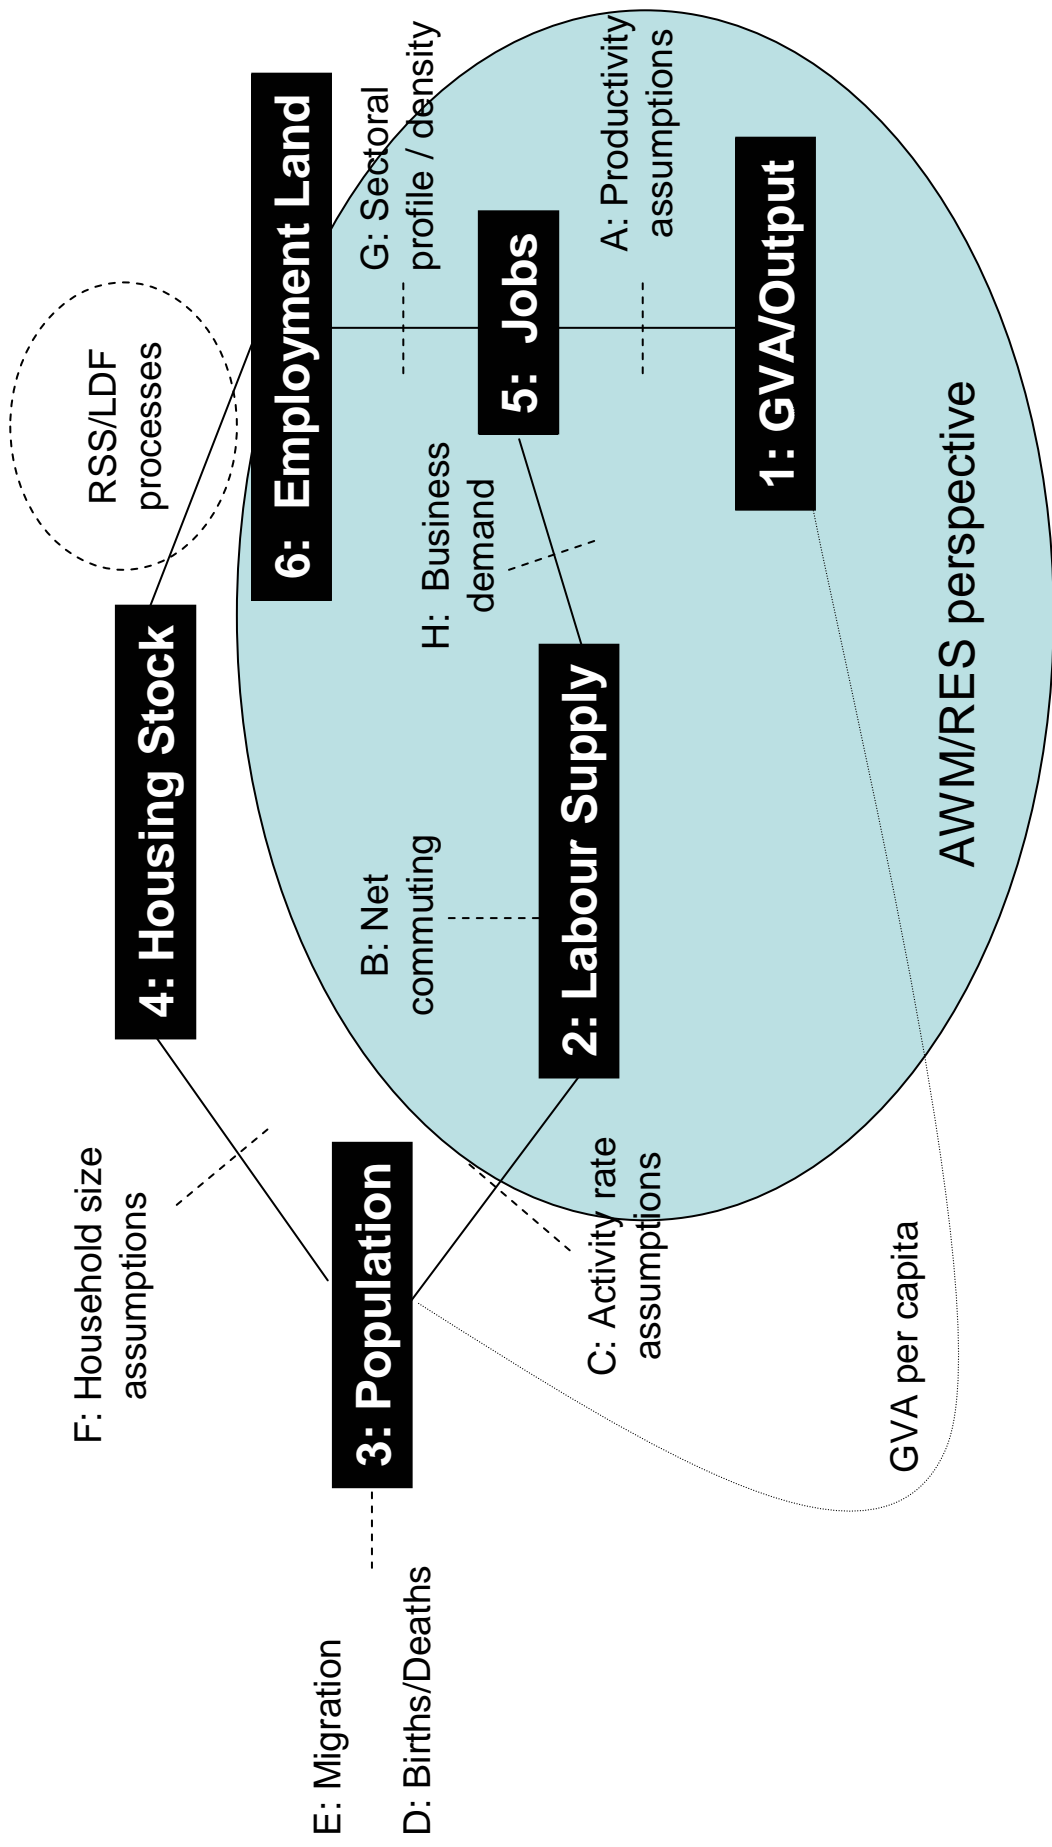 RSS/LDF
processes
F: Household size
assumptions
4: Housing Stock
6:  Employment Land
E: Migration
D: Births/Deaths
3: Population
B: Net
commuting
G: Sectoral
profile / density
H:  Business
demand
5:  Jobs
C: Activity rate
assumptions
2: Labour Supply
A: Productivity
assumptions
1: GVA/Output
GVA per capita
AWM/RES perspective